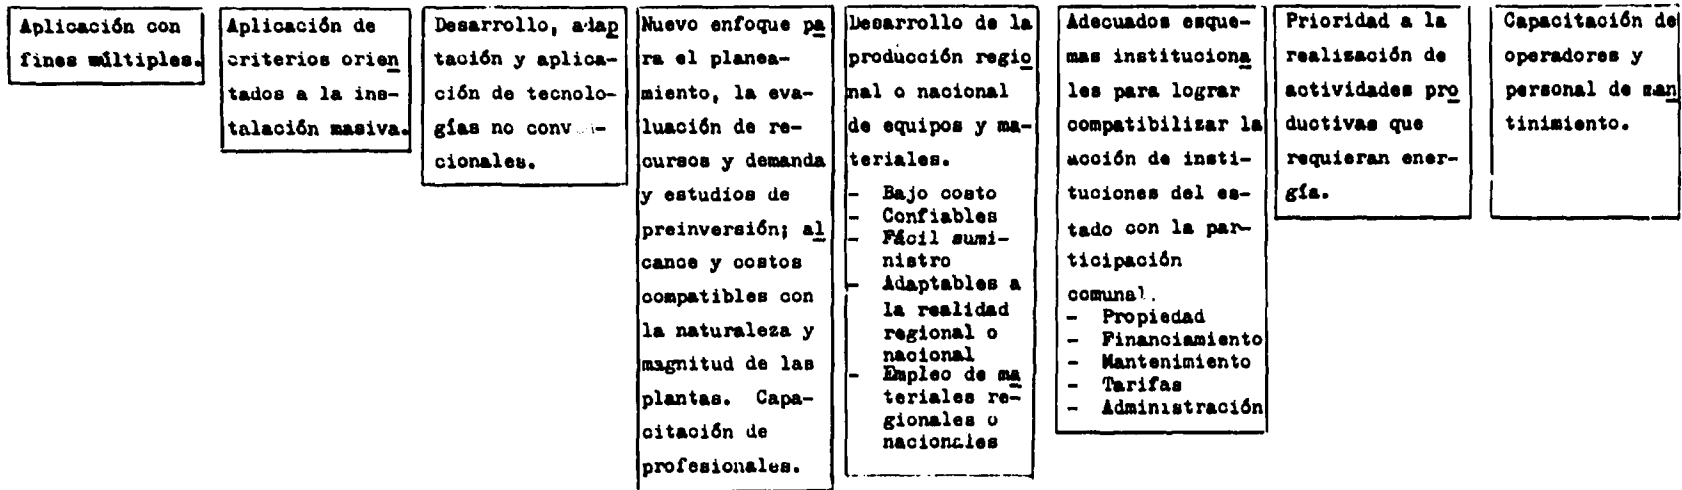 Aplicación con
fines múltiples.
Aplicación de
criterios orien
tados a la ins-
talación masiva.
Desarrollo, adap
tación y aplica-
ción de tecnolo-
gías no conv
cionales.
Nuevo enfoque pa
ra el planea-
miento, la eva-
luación de re-
cursos y demanda
y estudios de
preinversión; al
cance y costos
compatibles con
la naturaleza y
magnitud de las
plantas. Capa-
citación de
profesionales.
Desarrollo de la
producción regio
nal o nacional
de equipos y ma-
teriales.
- Bajo costo
- Confiables
- Fácil sumi-
nistro
- Adaptables a
la realidad
regional o
nacional
- Empleo de ma
teriales re-
gionales o
nacionales
Adecuados esque-
mas instituciona
les para lograr
compatibilizar la
acción de insti-
tuciones del es-
tado con la par-
ticipación
comunal.
- Propiedad
- Financiamiento
- Mantenimiento
- Tarifas
- Administración
Prioridad a la
realización de
actividades pro
ductivas que
requieran ener-
gía.
Capacitación de
operadores y
personal de man
tinimiento.